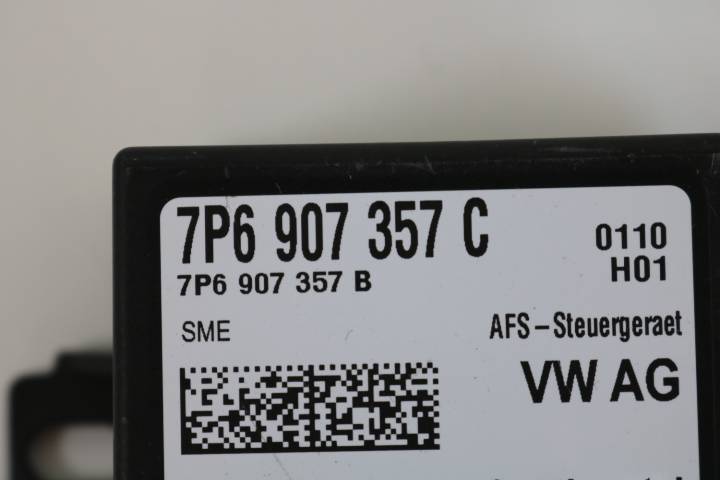 7P6 907 357 C
7P6 907 357 B
0110
H01
SME
AFS-Steuergeraet
VW AG